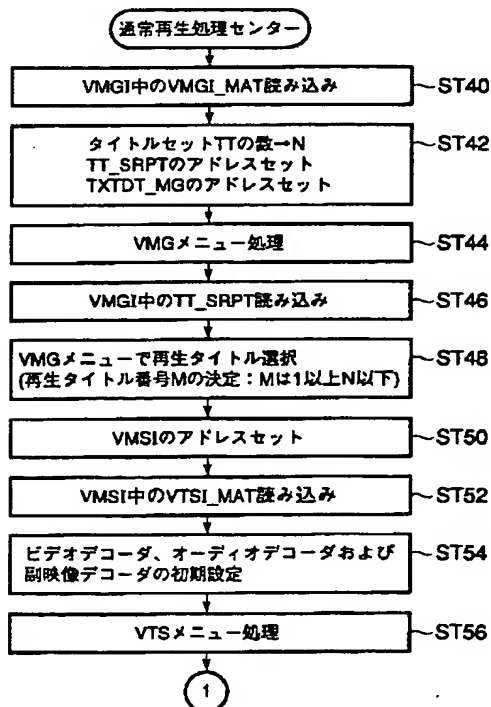 通常再生処理センター
VMGI中のVMGI_MAT読み込み
ST40
タイトルセットTTの数→N
TT_SRPTのアドレスセット
TXTDT_MGのアドレスセット
ST42
VMGメニュー処理
ST44
VMGI中のTT_SRPT読み込み
ST46
VMGメニューで再生タイトル選択
(再生タイトル番号Mの決定：Mは1以上N以下)
ST48
VMSIのアドレスセット
ST50
VMSI中のVTSI_MAT読み込み
ST52
ビデオデコーダ、オーディオデコーダおよび
副映像デコーダの初期設定
ST54
VTSメニュー処理
ST56
1